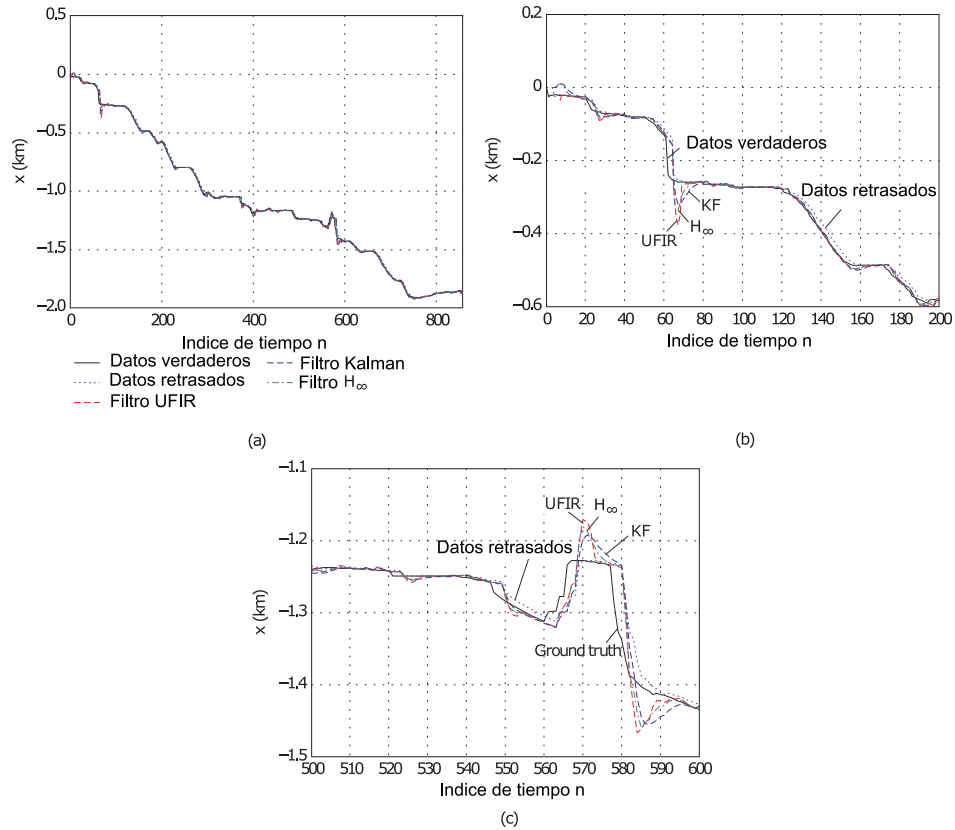 0.5
0
−0.5
−1.0
−1.5
−2.0
x (km)
0
200
400
600
800
Indice de tiempo n
Datos verdaderos
Datos retrasados
Filtro UFIR
Filtro Kalman
Filtro H∞
(a)
0.2
0
−0.2
−0.4
−0.6
x (km)
Datos verdaderos
Datos retrasados
KF
H∞
UFIR
0
20
40
60
80
100
120
140
160
180
200
Indice de tiempo n
(b)
−1.1
−1.2
−1.3
−1.4
−1.5
x (km)
UFIR
H∞
KF
Datos retrasados
Ground truth
500
510
520
530
540
550
560
570
580
590
600
Indice de tiempo n
(c)